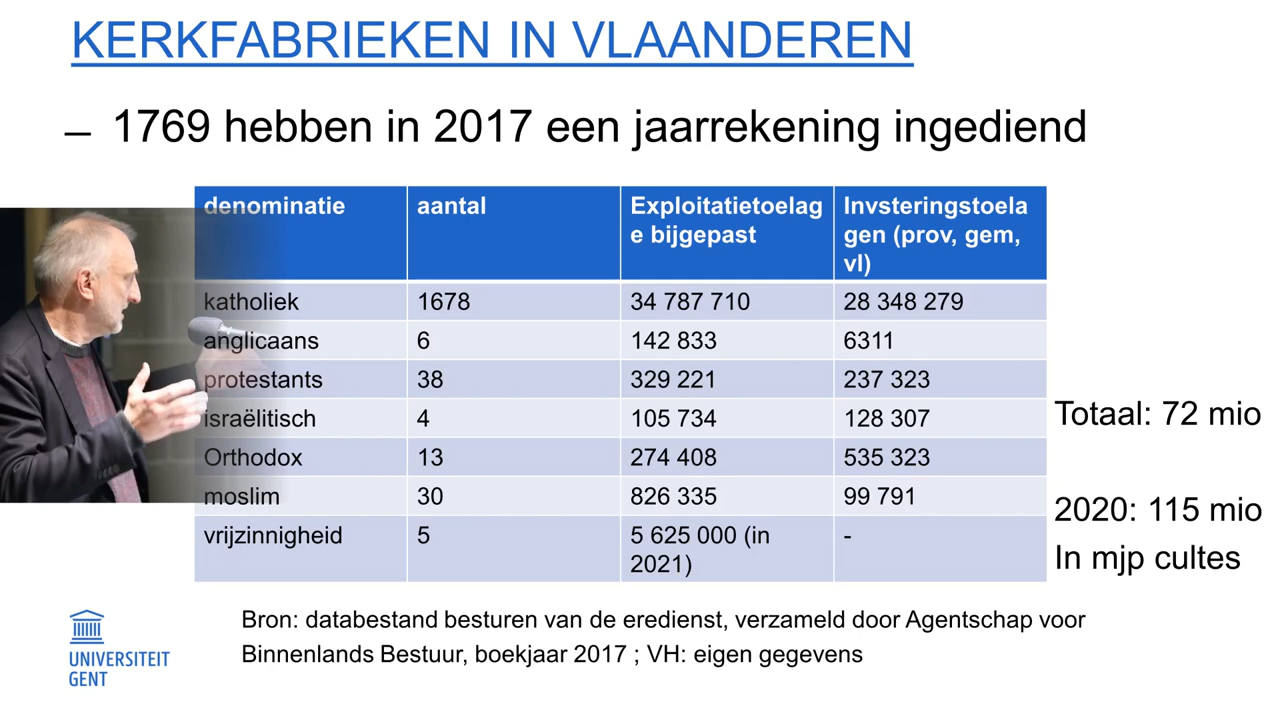 KERKFABRIEKEN IN VLAANDEREN
– 1769 hebben in 2017 een jaarrekening ingediend
denominatie aantal Exploitatietoelag e bijgepast Invsteringstoela gen (prov, gem, vl)
katholiek 1678 34 787 710 28 348 279
anglicaans 6 142 833 6311
protestants 38 329 221 237 323
israëlitisch 4 105 734 128 307
Orthodox 13 274 408 535 323
moslim 30 826 335 99 791
vrijzinnigheid 5 5 625 000 (in 2021) -
Totaal: 72 mio
2020: 115 mio
In mjp cultes
Bron: databestand besturen van de eredienst, verzameld door Agentschap voor
Binnenlands Bestuur, boekjaar 2017 ; VH: eigen gegevens
UNIVERSITEIT
GENT